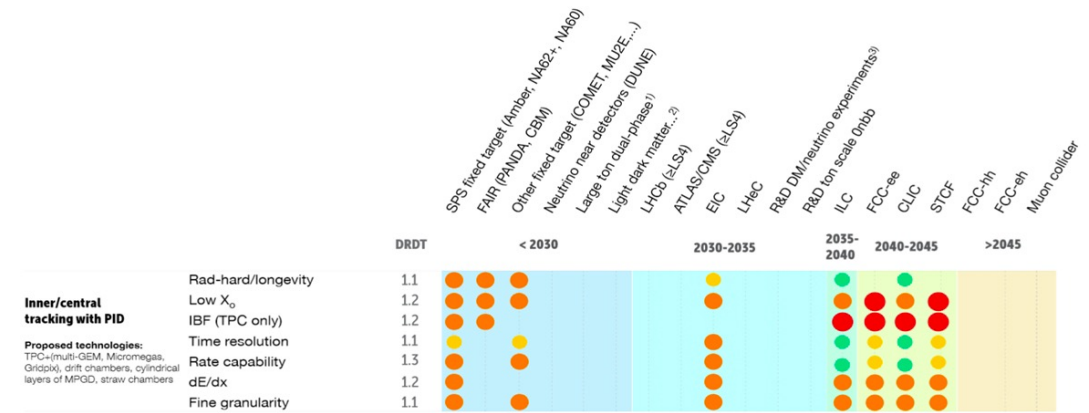 SPS fixed target (Amber, NA62+, NA60)
FAIR (PANDA, CBM)
Other fixed target (COMET, MU2E,...)
Neutrino near detectors (DUNE)
Large ton dual-phase¹⁾
Light dark matter... ²⁾
LHCb (≥LS4)
ATLAS/CMS (≥LS4)
EIC
LHeC
R&D DM/neutrino experiments³⁾
R&D ton scale 0nbb
ILC
FCC-ee
CLIC
STCF
FCC-hh
FCC-eh
Muon collider
DRDT < 2030 2030-2035 2035-2040 2040-2045 >2045
Inner/central
tracking with PID
Proposed technologies:
TPC+(multi-GEM, Micromegas,
Gridpix), drift chambers, cylindrical
layers of MPGD, straw chambers
Rad-hard/longevity 1.1
Low Xₒ 1.2
IBF (TPC only) 1.2
Time resolution 1.1
Rate capability 1.3
dE/dx 1.2
Fine granularity 1.1